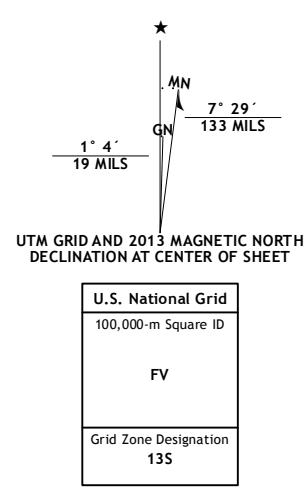 ★
MN
GN
7° 29´
133 MILS
1° 4´
19 MILS
UTM GRID AND 2013 MAGNETIC NORTH
DECLINATION AT CENTER OF SHEET
U.S. National Grid
100,000-m Square ID
FV
Grid Zone Designation
13S